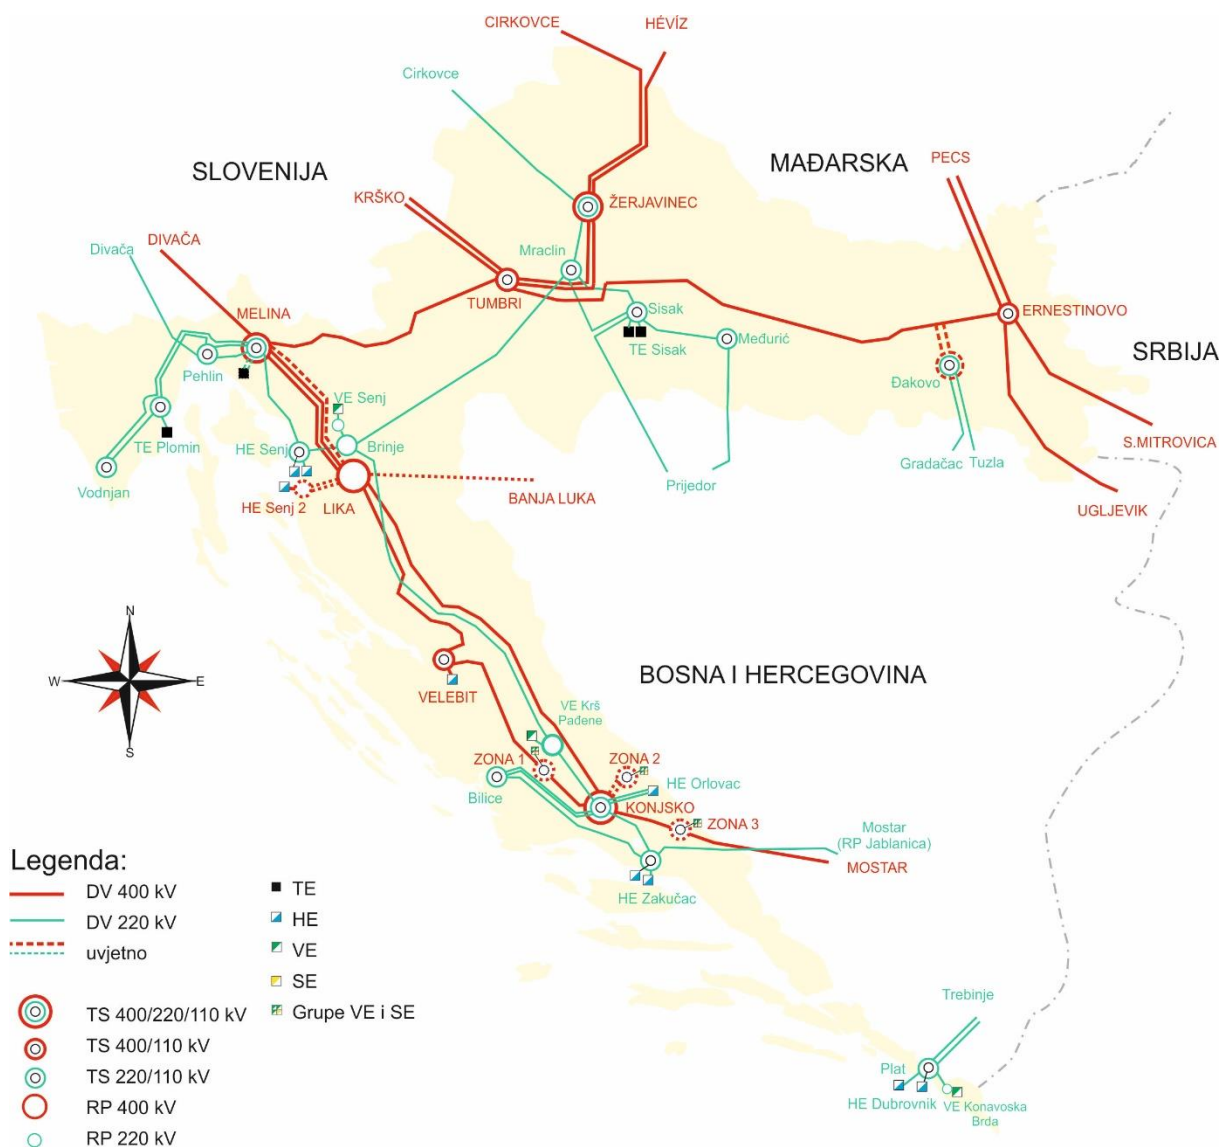 CIRKOVCE
HÉVÍZ
Cirkovce
MAĐARSKA
PECS
SLOVENIJA
KRŠKO
ŽERJAVINEC
DIVAČA
Divača
Mraclin
MELINA
TUMBRI
Sisak
ERNESTINOVO
TE Sisak
Međurić
SRBIJA
Pehlin
Đakovo
VE Senj
TE Plomin
HE Senj
Brinje
S.MITROVICA
Gradačac
Tuzla
Vodnjan
Prijedor
BANJA LUKA
HE Senj 2
LIKA
UGLJEVIK
N
W
E
S
BOSNA I HERCEGOVINA
VELEBIT
VE Krš
Pađene
ZONA 1
ZONA 2
HE Orlovac
Bilice
KONJSKO
ZONA 3
Mostar
(RP Jablanica)
MOSTAR
HE Zakučac
Legenda:
DV 400 kV
DV 220 kV
uvjetno
TS 400/220/110 kV
TS 400/110 kV
TS 220/110 kV
RP 400 kV
RP 220 kV
TE
HE
VE
SE
Grupe VE i SE
Trebinje
Plat
HE Dubrovnik
VE Konavoska
Brda